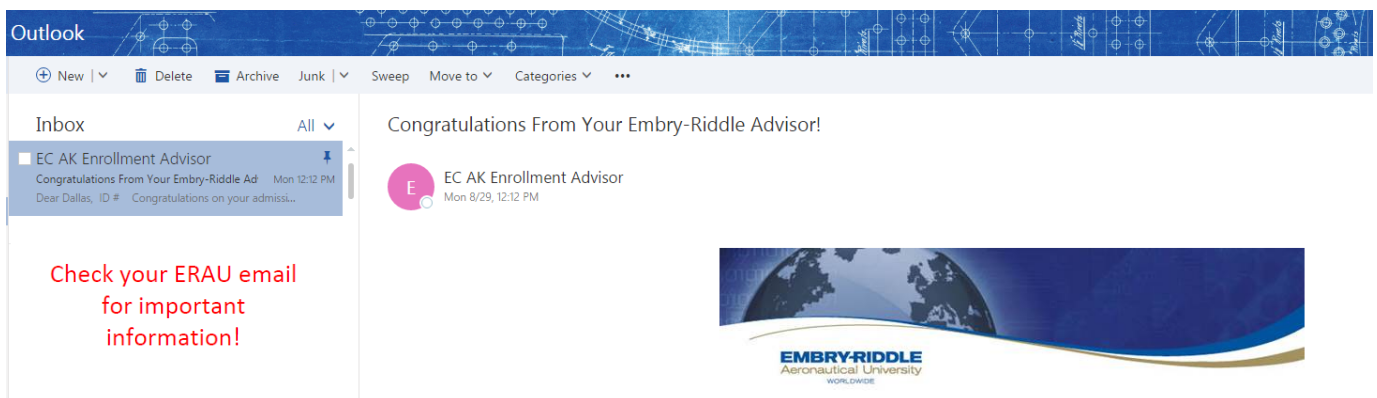 Outlook
New | Delete Archive Junk | Sweep Move to Categories •••
Inbox All
EC AK Enrollment Advisor
Congratulations From Your Embry-Riddle Ad Mon 12:12 PM
Dear Dallas, ID # Congratulations on your admissi...
Check your ERAU email
for important
information!
Congratulations From Your Embry-Riddle Advisor!
E
EC AK Enrollment Advisor
Mon 8/29, 12:12 PM
EMBRY-RIDDLE
Aeronautical University
WORLDWIDE